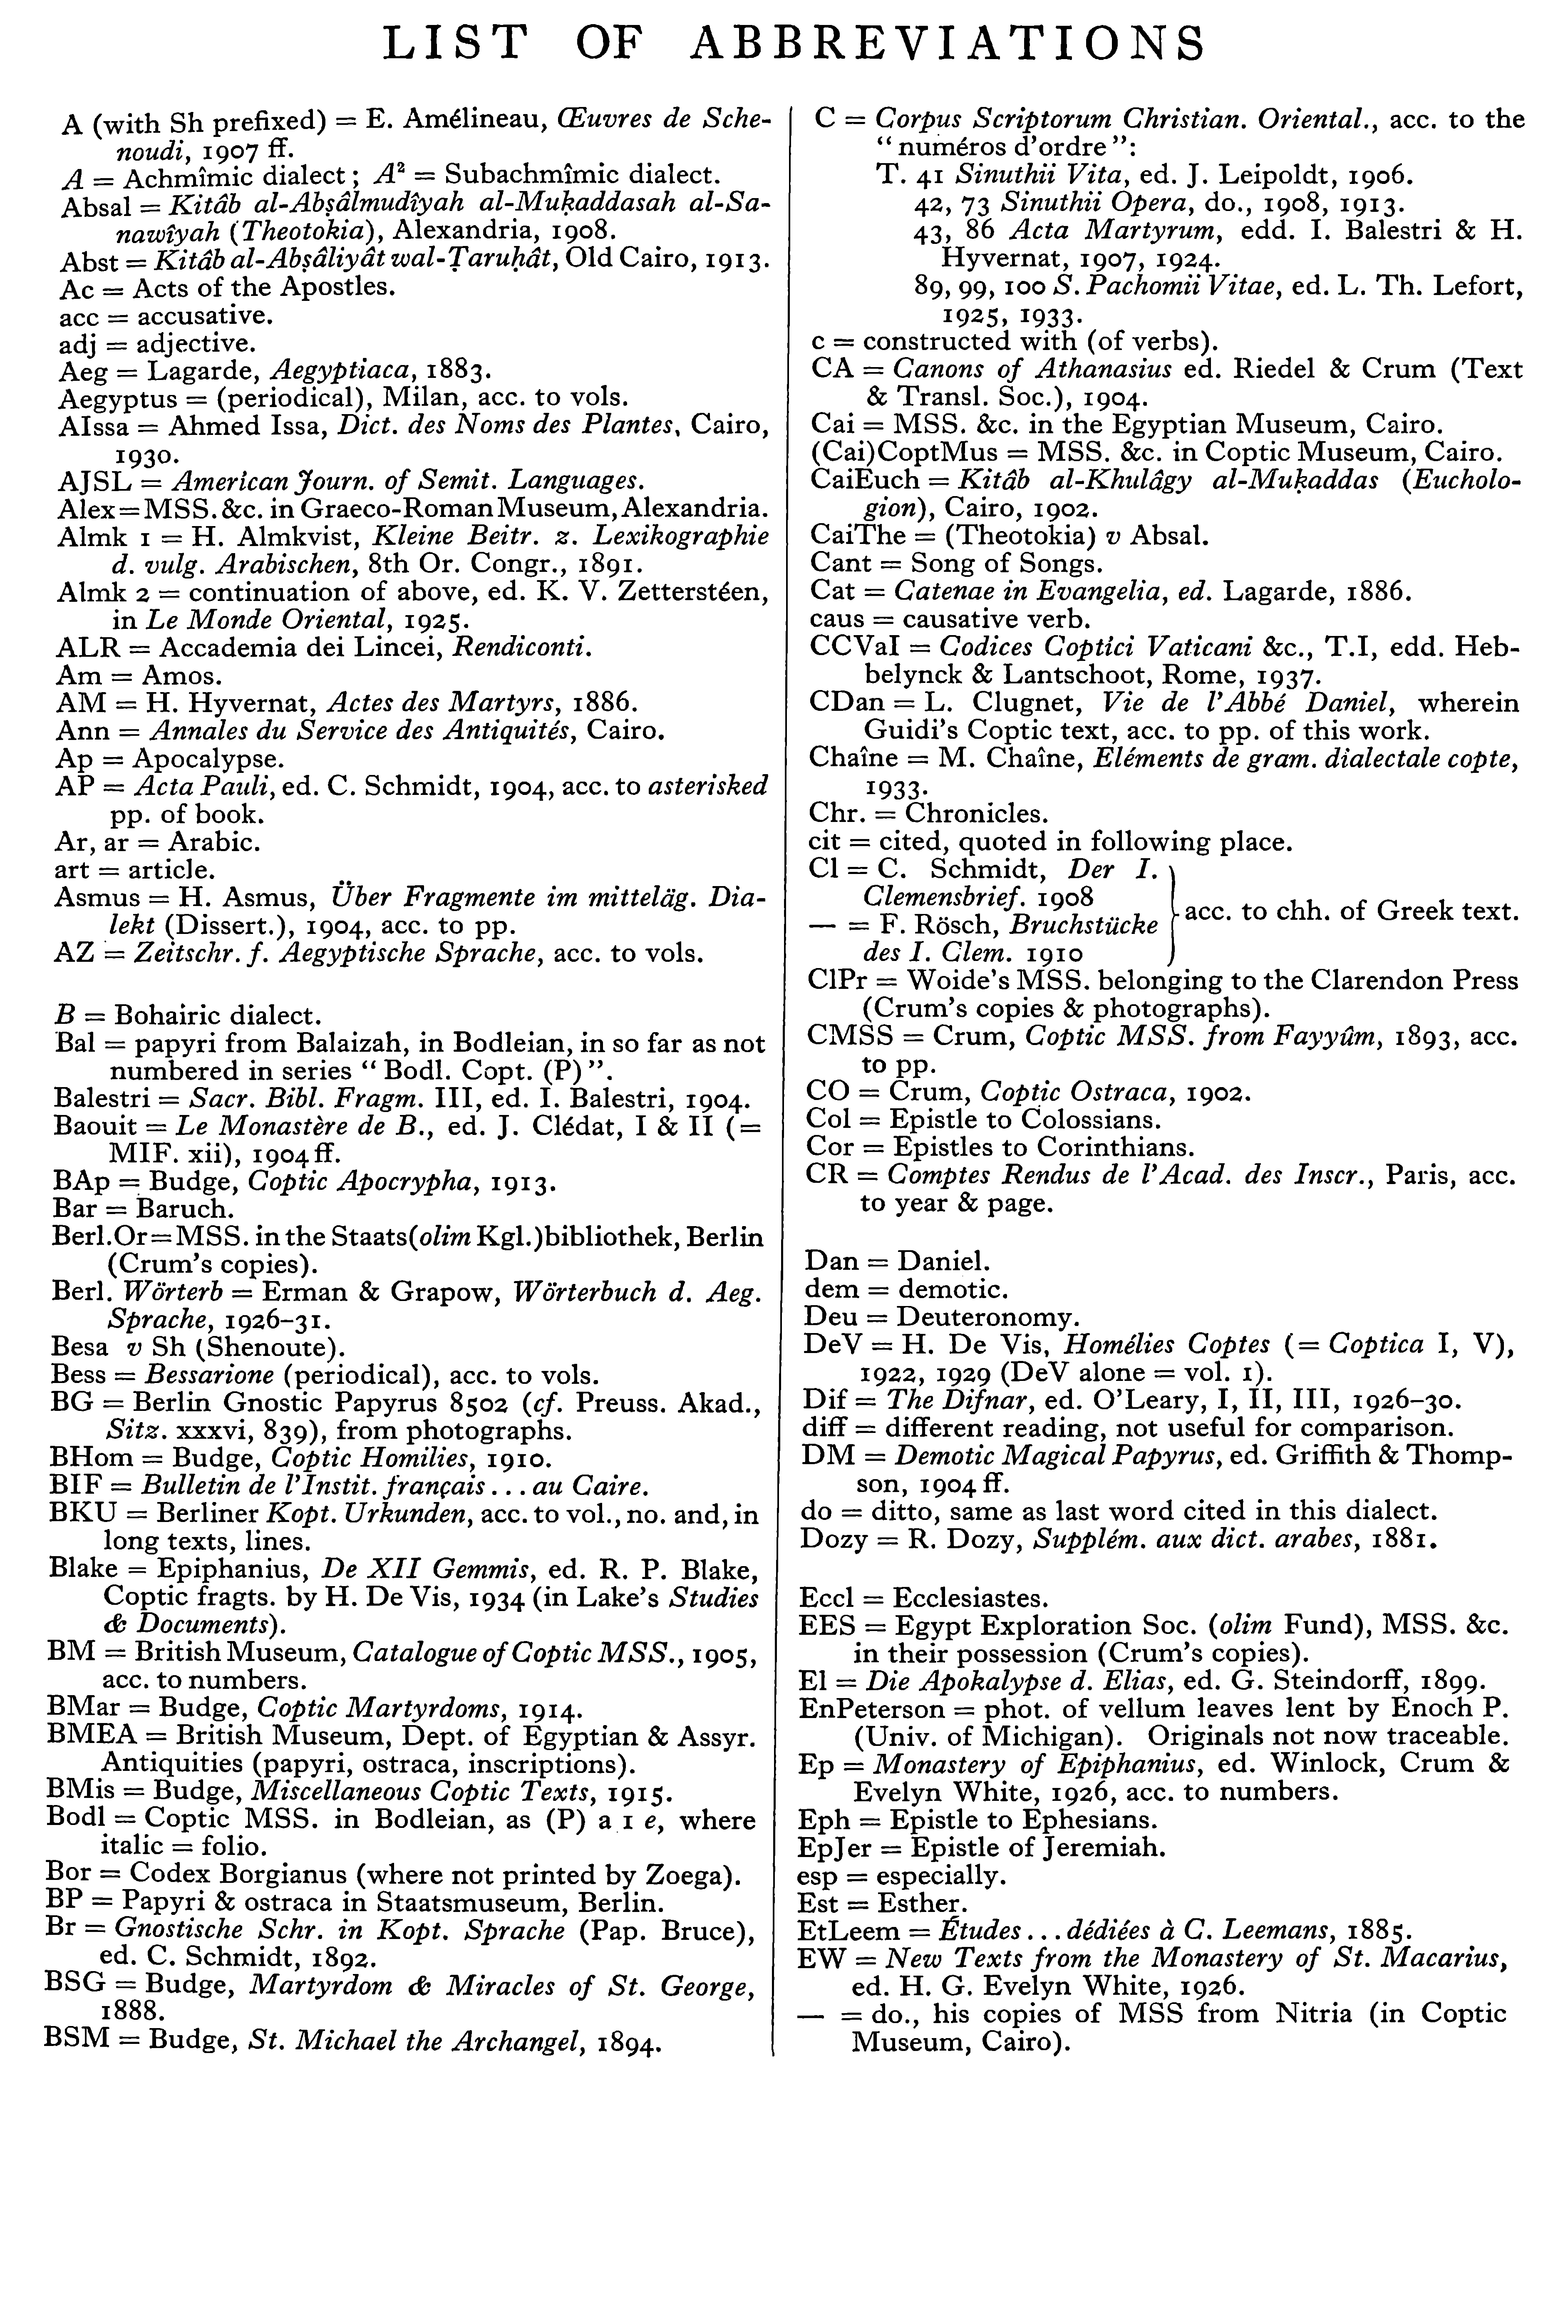 LIST OF ABBREVIATIONS
A (with Sh prefixed) = E. Amélineau, Œuvres de Sche-
noudi, 1907 ff.
A = Achmîmic dialect; A² = Subachmîmic dialect.
Absal = Kitâb al-Abṣâlmudîyah al-Muḳaddasah al-Sa-
nawîyah (Theotokia), Alexandria, 1908.
Abst = Kitâb al-Abṣâliyât wal-Ṭaruḥât, Old Cairo, 1913.
Ac = Acts of the Apostles.
acc = accusative.
adj = adjective.
Aeg = Lagarde, Aegyptiaca, 1883.
Aegyptus = (periodical), Milan, acc. to vols.
AIssa = Ahmed Issa, Dict. des Noms des Plantes, Cairo,
1930.
AJSL = American Journ. of Semit. Languages.
Alex = MSS. &c. in Graeco-Roman Museum, Alexandria.
Almk 1 = H. Almkvist, Kleine Beitr. z. Lexikographie
d. vulg. Arabischen, 8th Or. Congr., 1891.
Almk 2 = continuation of above, ed. K. V. Zetterstéen,
in Le Monde Oriental, 1925.
ALR = Accademia dei Lincei, Rendiconti.
Am = Amos.
AM = H. Hyvernat, Actes des Martyrs, 1886.
Ann = Annales du Service des Antiquités, Cairo.
Ap = Apocalypse.
AP = Acta Pauli, ed. C. Schmidt, 1904, acc. to asterisked
pp. of book.
Ar, ar = Arabic.
art = article.
Asmus = H. Asmus, Über Fragmente im mitteläg. Dia-
lekt (Dissert.), 1904, acc. to pp.
AZ = Zeitschr. f. Aegyptische Sprache, acc. to vols.
B = Bohairic dialect.
Bal = papyri from Balaizah, in Bodleian, in so far as not
numbered in series “ Bodl. Copt. (P) ”.
Balestri = Sacr. Bibl. Fragm. III, ed. I. Balestri, 1904.
Baouit = Le Monastère de B., ed. J. Clédat, I & II (=
MIF. xii), 1904 ff.
BAp = Budge, Coptic Apocrypha, 1913.
Bar = Baruch.
Berl.Or = MSS. in the Staats(olim Kgl.)bibliothek, Berlin
(Crum's copies).
Berl. Wörterb = Erman & Grapow, Wörterbuch d. Aeg.
Sprache, 1926-31.
Besa v Sh (Shenoute).
Bess = Bessarione (periodical), acc. to vols.
BG = Berlin Gnostic Papyrus 8502 (cf. Preuss. Akad.,
Sitz. xxxvi, 839), from photographs.
BHom = Budge, Coptic Homilies, 1910.
BIF = Bulletin de l'Instit. français ... au Caire.
BKU = Berliner Kopt. Urkunden, acc. to vol., no. and, in
long texts, lines.
Blake = Epiphanius, De XII Gemmis, ed. R. P. Blake,
Coptic fragts. by H. De Vis, 1934 (in Lake's Studies
& Documents).
BM = British Museum, Catalogue of Coptic MSS., 1905,
acc. to numbers.
BMar = Budge, Coptic Martyrdoms, 1914.
BMEA = British Museum, Dept. of Egyptian & Assyr.
Antiquities (papyri, ostraca, inscriptions).
BMis = Budge, Miscellaneous Coptic Texts, 1915.
Bodl = Coptic MSS. in Bodleian, as (P) a 1 e, where
italic = folio.
Bor = Codex Borgianus (where not printed by Zoega).
BP = Papyri & ostraca in Staatsmuseum, Berlin.
Br = Gnostische Schr. in Kopt. Sprache (Pap. Bruce),
ed. C. Schmidt, 1892.
BSG = Budge, Martyrdom & Miracles of St. George,
1888.
BSM = Budge, St. Michael the Archangel, 1894.
C = Corpus Scriptorum Christian. Oriental., acc. to the
“ numéros d'ordre ”:
T. 41 Sinuthii Vita, ed. J. Leipoldt, 1906.
42, 73 Sinuthii Opera, do., 1908, 1913.
43, 86 Acta Martyrum, edd. I. Balestri & H.
Hyvernat, 1907, 1924.
89, 99, 100 S. Pachomii Vitae, ed. L. Th. Lefort,
1925, 1933.
c = constructed with (of verbs).
CA = Canons of Athanasius ed. Riedel & Crum (Text
& Transl. Soc.), 1904.
Cai = MSS. &c. in the Egyptian Museum, Cairo.
(Cai)CoptMus = MSS. &c. in Coptic Museum, Cairo.
CaiEuch = Kitâb al-Khulâgy al-Muḳaddas (Eucholo-
gion), Cairo, 1902.
CaiThe = (Theotokia) v Absal.
Cant = Song of Songs.
Cat = Catenae in Evangelia, ed. Lagarde, 1886.
caus = causative verb.
CCVaI = Codices Coptici Vaticani &c., T.I, edd. Heb-
belynck & Lantschoot, Rome, 1937.
CDan = L. Clugnet, Vie de l'Abbé Daniel, wherein
Guidi's Coptic text, acc. to pp. of this work.
Chaîne = M. Chaîne, Eléments de gram. dialectale copte,
1933.
Chr. = Chronicles.
cit = cited, quoted in following place.
Cl = C. Schmidt, Der I.
Clemensbrief. 1908
— = F. Rösch, Bruchstücke
des I. Clem. 1910
acc. to chh. of Greek text.
ClPr = Woide's MSS. belonging to the Clarendon Press
(Crum's copies & photographs).
CMSS = Crum, Coptic MSS. from Fayyûm, 1893, acc.
to pp.
CO = Crum, Coptic Ostraca, 1902.
Col = Epistle to Colossians.
Cor = Epistles to Corinthians.
CR = Comptes Rendus de l'Acad. des Inscr., Paris, acc.
to year & page.
Dan = Daniel.
dem = demotic.
Deu = Deuteronomy.
DeV = H. De Vis, Homélies Coptes (= Coptica I, V),
1922, 1929 (DeV alone = vol. 1).
Dif = The Difnar, ed. O'Leary, I, II, III, 1926-30.
diff = different reading, not useful for comparison.
DM = Demotic Magical Papyrus, ed. Griffith & Thomp-
son, 1904 ff.
do = ditto, same as last word cited in this dialect.
Dozy = R. Dozy, Supplém. aux dict. arabes, 1881.
Eccl = Ecclesiastes.
EES = Egypt Exploration Soc. (olim Fund), MSS. &c.
in their possession (Crum's copies).
El = Die Apokalypse d. Elias, ed. G. Steindorff, 1899.
EnPeterson = phot. of vellum leaves lent by Enoch P.
(Univ. of Michigan). Originals not now traceable.
Ep = Monastery of Epiphanius, ed. Winlock, Crum &
Evelyn White, 1926, acc. to numbers.
Eph = Epistle to Ephesians.
EpJer = Epistle of Jeremiah.
esp = especially.
Est = Esther.
EtLeem = Études ... dédiées à C. Leemans, 1885.
EW = New Texts from the Monastery of St. Macarius,
ed. H. G. Evelyn White, 1926.
— = do., his copies of MSS from Nitria (in Coptic
Museum, Cairo).